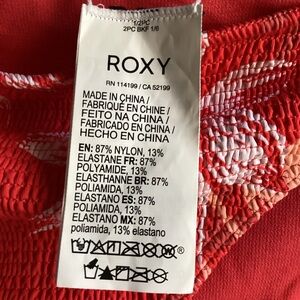 1/2PC
2PC BKF 1/6
ROXY
RN 114199 / CA 52199
MADE IN CHINA /
FABRIQUÉ EN CHINE /
FEITO NA CHINA /
FABRICADO EN CHINA /
HECHO EN CHINA
EN: 87% NYLON, 13%
ELASTANE FR: 87%
POLYAMIDE, 13%
ELASTHANNE BR: 87%
POLIAMIDA, 13%
ELASTANO ES: 87%
POLIAMIDA, 13%
ELASTANO MX: 87%
poliamida, 13% elastano